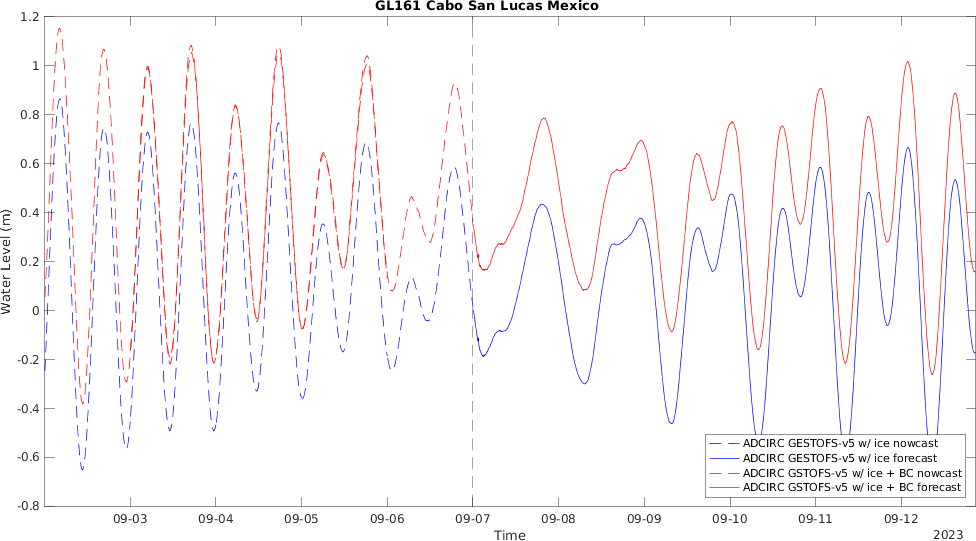 GL161 Cabo San Lucas Mexico
1.2
1
0.8
0.6
0.4
0.2
0
-0.2
-0.4
-0.6
-0.8
Water Level (m)
ADCIRC GESTOFS-v5 w/ ice nowcast
ADCIRC GESTOFS-v5 w/ ice forecast
ADCIRC GSTOFS-v5 w/ ice + BC nowcast
ADCIRC GSTOFS-v5 w/ ice + BC forecast
09-03 09-04 09-05 09-06 09-07 09-08 09-09 09-10 09-11 09-12
Time
2023